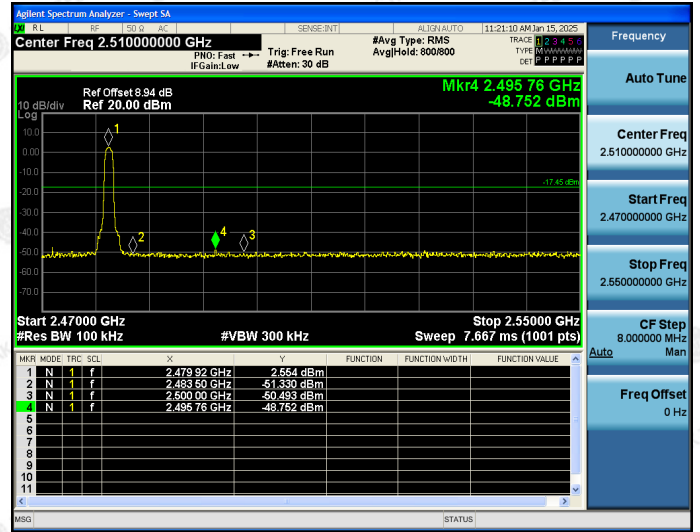 Agilent Spectrum Analyzer - Swept SA
LXI RL RF 50 Ω AC SENSE:INT ALIGN AUTO 11:21:10 AM Jan 15, 2025
Center Freq 2.510000000 GHz
PNO: Fast
IFGain:Low
Trig: Free Run
#Atten: 30 dB
#Avg Type: RMS
Avg|Hold: 800/800
TRACE 1 2 3 4 5 6
TYPE M
DET P P P P P P
Frequency
Auto Tune
Center Freq
2.510000000 GHz
Start Freq
2.470000000 GHz
Stop Freq
2.550000000 GHz
CF Step
8.000000 MHz
Auto Man
Freq Offset
0 Hz
Mkr4 2.495 76 GHz
-48.752 dBm
Ref Offset 8.94 dB
10 dB/div Ref 20.00 dBm
Log
10.0
0.00
-10.0
-20.0
-30.0
-40.0
-50.0
-60.0
-70.0
1
2
4
3
-17.45 dBm
Start 2.47000 GHz Stop 2.55000 GHz
#Res BW 100 kHz #VBW 300 kHz Sweep 7.667 ms (1001 pts)
MKR MODE TRC SCL X Y FUNCTION FUNCTION WIDTH FUNCTION VALUE
1 N 1 f 2.479 92 GHz 2.554 dBm
2 N 1 f 2.483 50 GHz -51.330 dBm
3 N 1 f 2.500 00 GHz -50.493 dBm
4 N 1 f 2.495 76 GHz -48.752 dBm
5
6
7
8
9
10
11
MSG STATUS